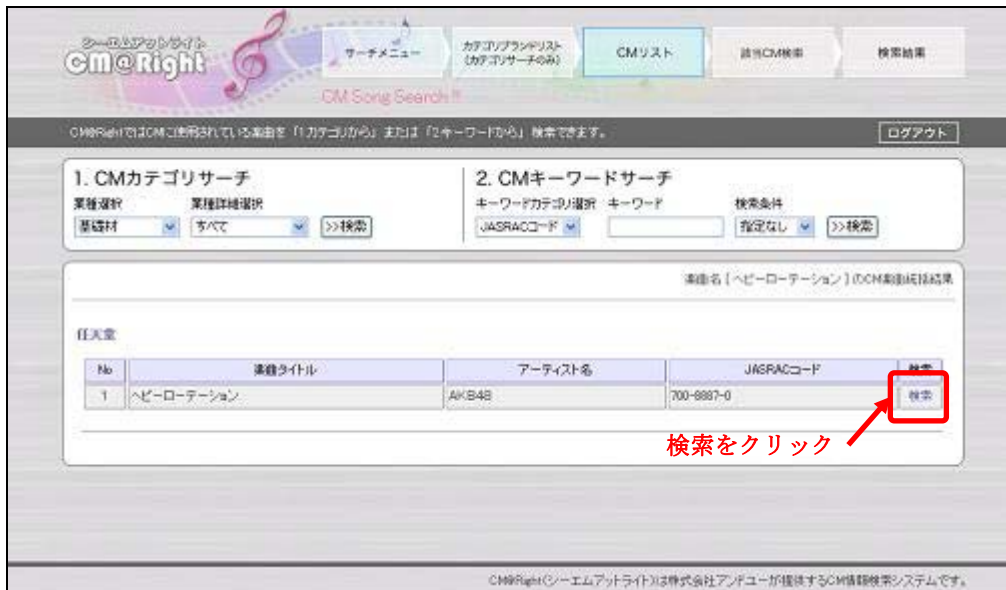 シーエムアットライト
CM@Right
サーチメニュー
カテゴリブランドリスト
(カテゴリサーチのみ)
CMリスト
該当CM検索
検索結果
CM Song Search!!
CM@RightではCMに使用されている楽曲を「1カテゴリから」または「2キーワードから」検索できます。
ログアウト
1. CMカテゴリサーチ
2. CMキーワードサーチ
業種選択 業種詳細選択
キーワードカテゴリ選択 キーワード 検索条件
基礎材 すべて >>検索
JASRACコード 指定なし >>検索
楽曲名 [ ヘビーローテーション ] のCM楽曲統括結果
任天堂
No 楽曲タイトル アーティスト名 JASRACコード 検索
1 ヘビーローテーション AKB48 700-8887-0 検索
検索をクリック
CM@Right(シーエムアットライト)は株式会社アンドユーが提供するCM情報検索システムです。